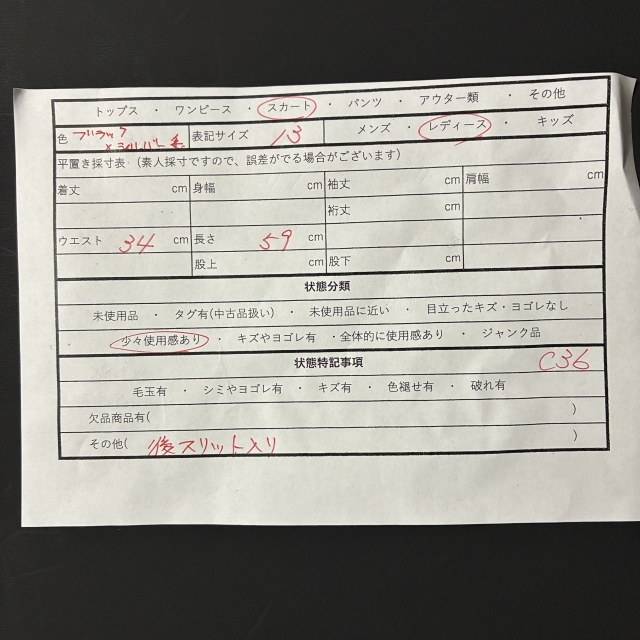 トップス ・ ワンピース ・ スカート ・ パンツ ・ アウター類 ・ その他
色 ブラック×シルバー系 表記サイズ 13 メンズ ・ レディース ・ キッズ
平置き採寸表（素人採寸ですので、誤差がでる場合がございます）
着丈 cm 身幅 cm 袖丈 cm 肩幅 cm
裄丈 cm
ウエスト 34 cm 長さ 59 cm
股上 cm 股下 cm
状態分類
未使用品 ・ タグ有(中古品扱い) ・ 未使用品に近い ・ 目立ったキズ・ヨゴレなし
少々使用感あり ・ キズやヨゴレ有 ・全体的に使用感あり ・ ジャンク品
状態特記事項 C36
毛玉有 ・ シミやヨゴレ有 ・ キズ有 ・ 色褪せ有 ・ 破れ有
欠品商品有( )
その他( 後スリット入り )